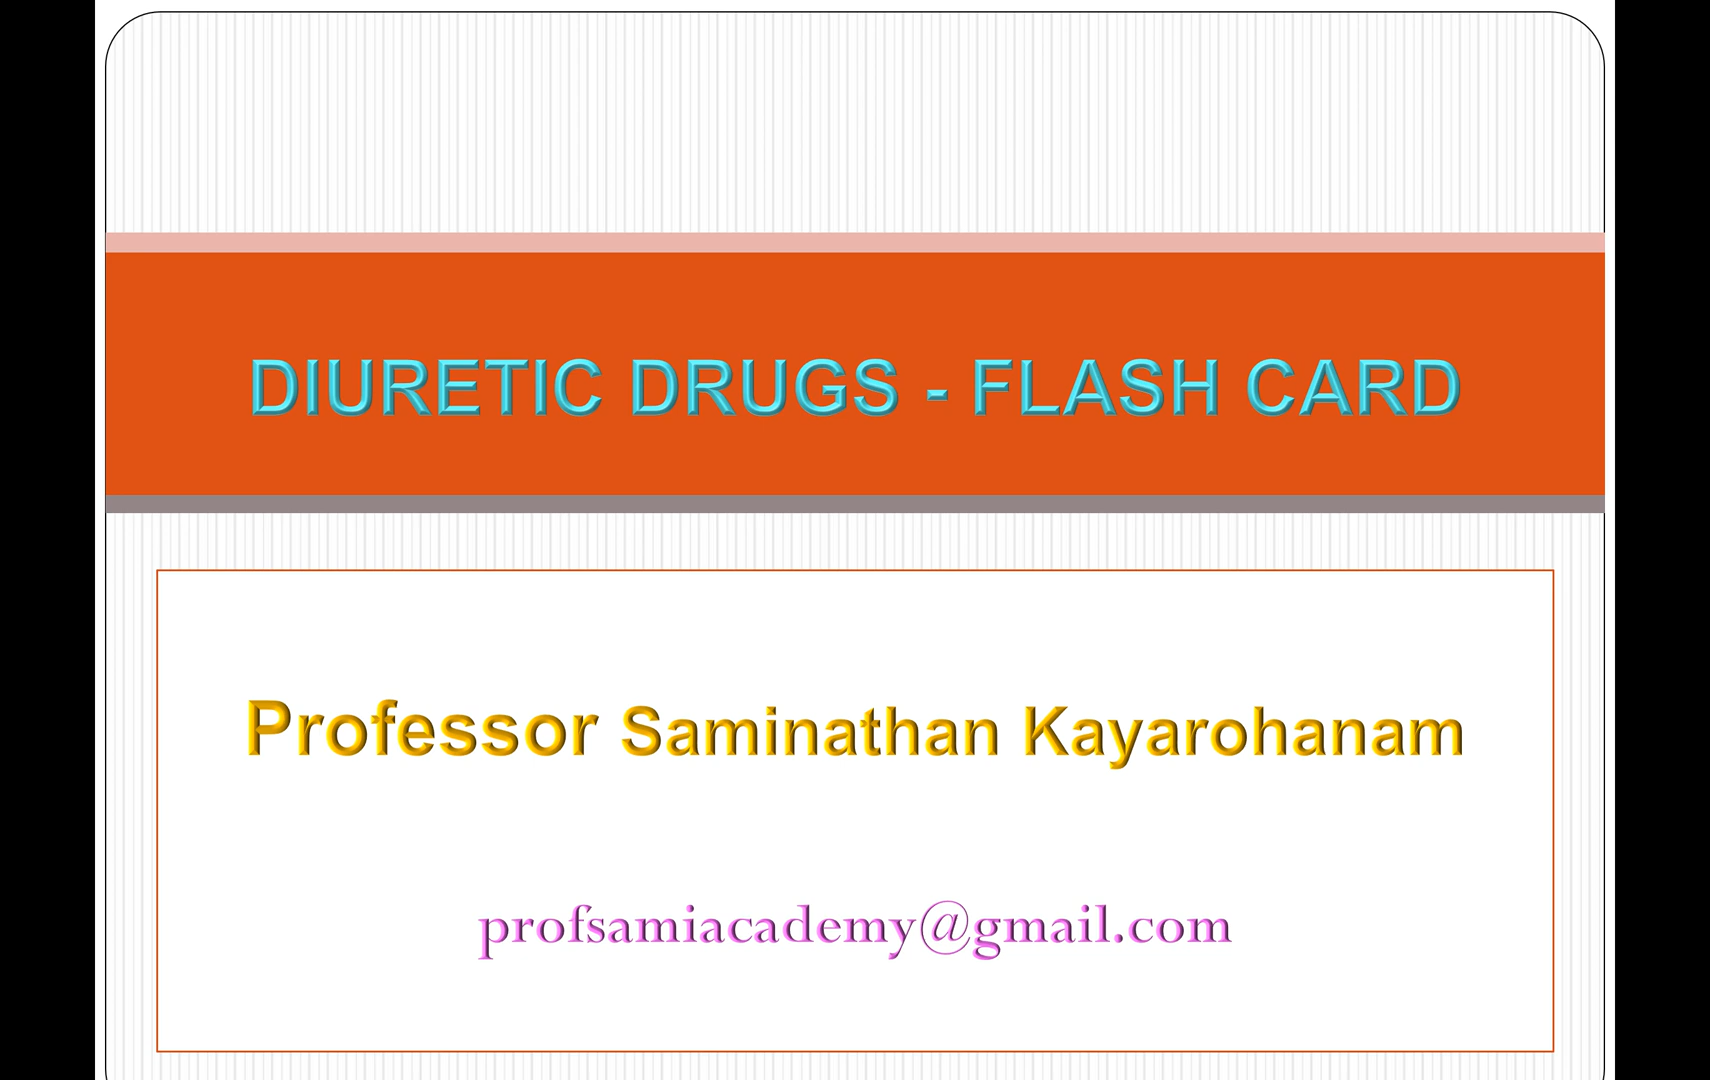 DIURETIC DRUGS - FLASH CARD
Professor Saminathan Kayarohanam
profsamiacademy@gmail.com